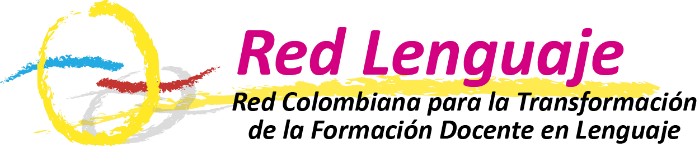 Red Lenguaje
Red Colombiana para la Transformación
de la Formación Docente en Lenguaje